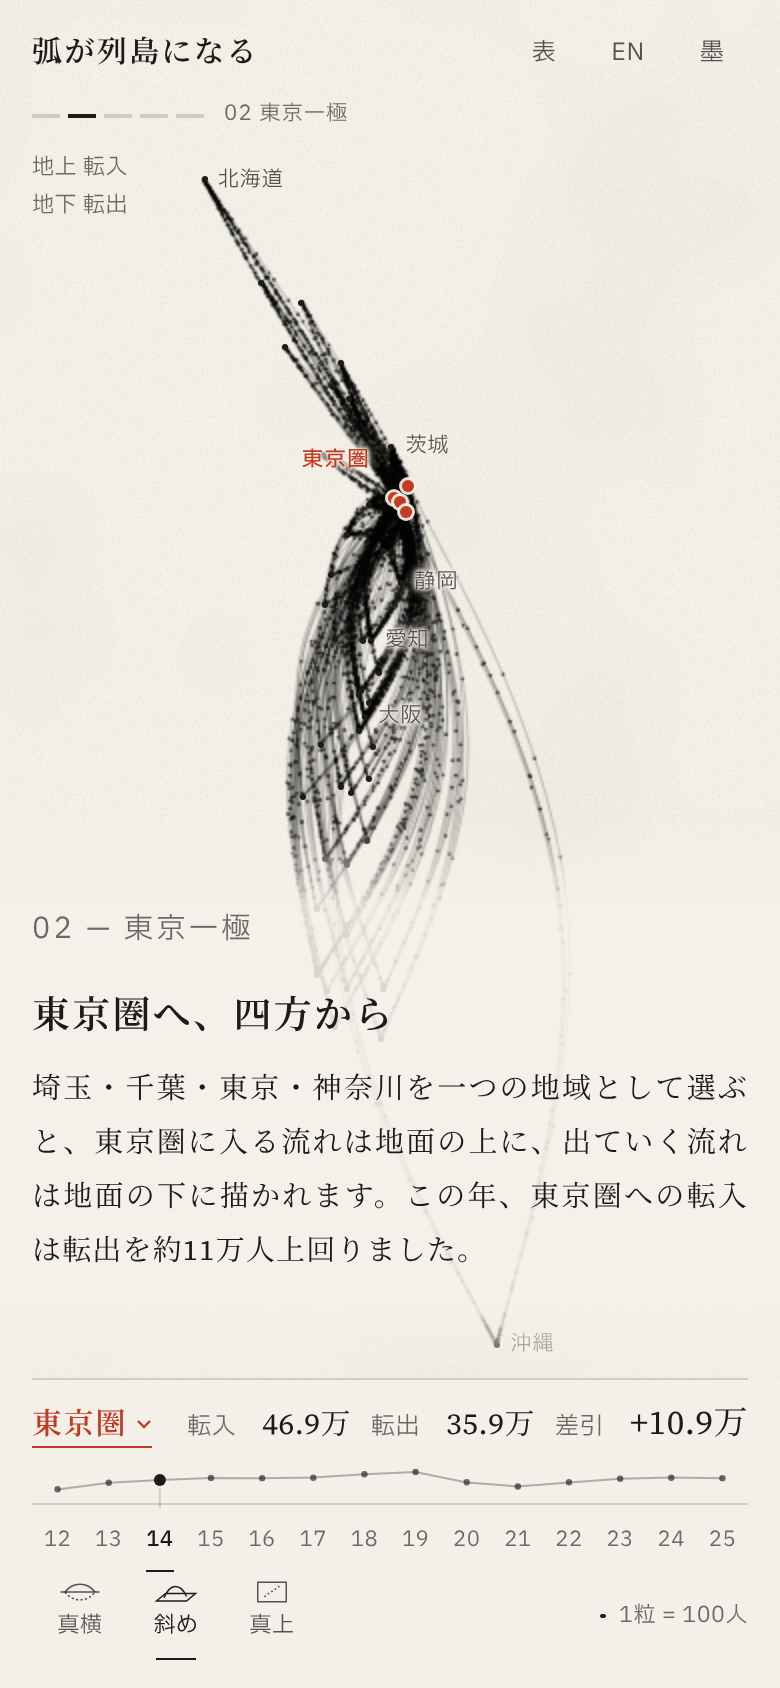 弧が列島になる
表 EN 墨
02 東京一極
地上 転入
地下 転出
北海道
茨城
東京圏
静岡
愛知
大阪
02 — 東京一極
東京圏へ、四方から
埼玉・千葉・東京・神奈川を一つの地域として選ぶ
と、東京圏に入る流れは地面の上に、出ていく流れ
は地面の下に描かれます。この年、東京圏への転入
は転出を約11万人上回りました。
沖縄
東京圏 転入 46.9万 転出 35.9万 差引 +10.9万
12 13 14 15 16 17 18 19 20 21 22 23 24 25
真横 斜め 真上
1粒 = 100人